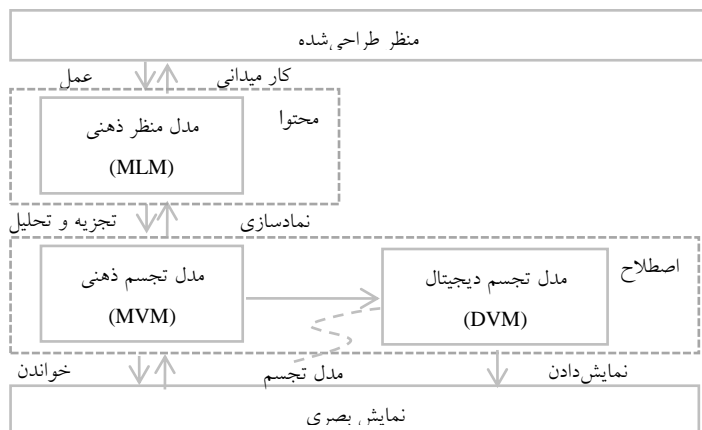 منظر طراحی‌شده
کار میدانی
عمل
محتوا
مدل منظر ذهنی
(MLM)
نمادسازی
تجزیه و تحلیل
اصطلاح
مدل تجسم دیجیتال
(DVM)
مدل تجسم ذهنی
(MVM)
نمایش‌دادن
مدل تجسم
خواندن
نمایش بصری